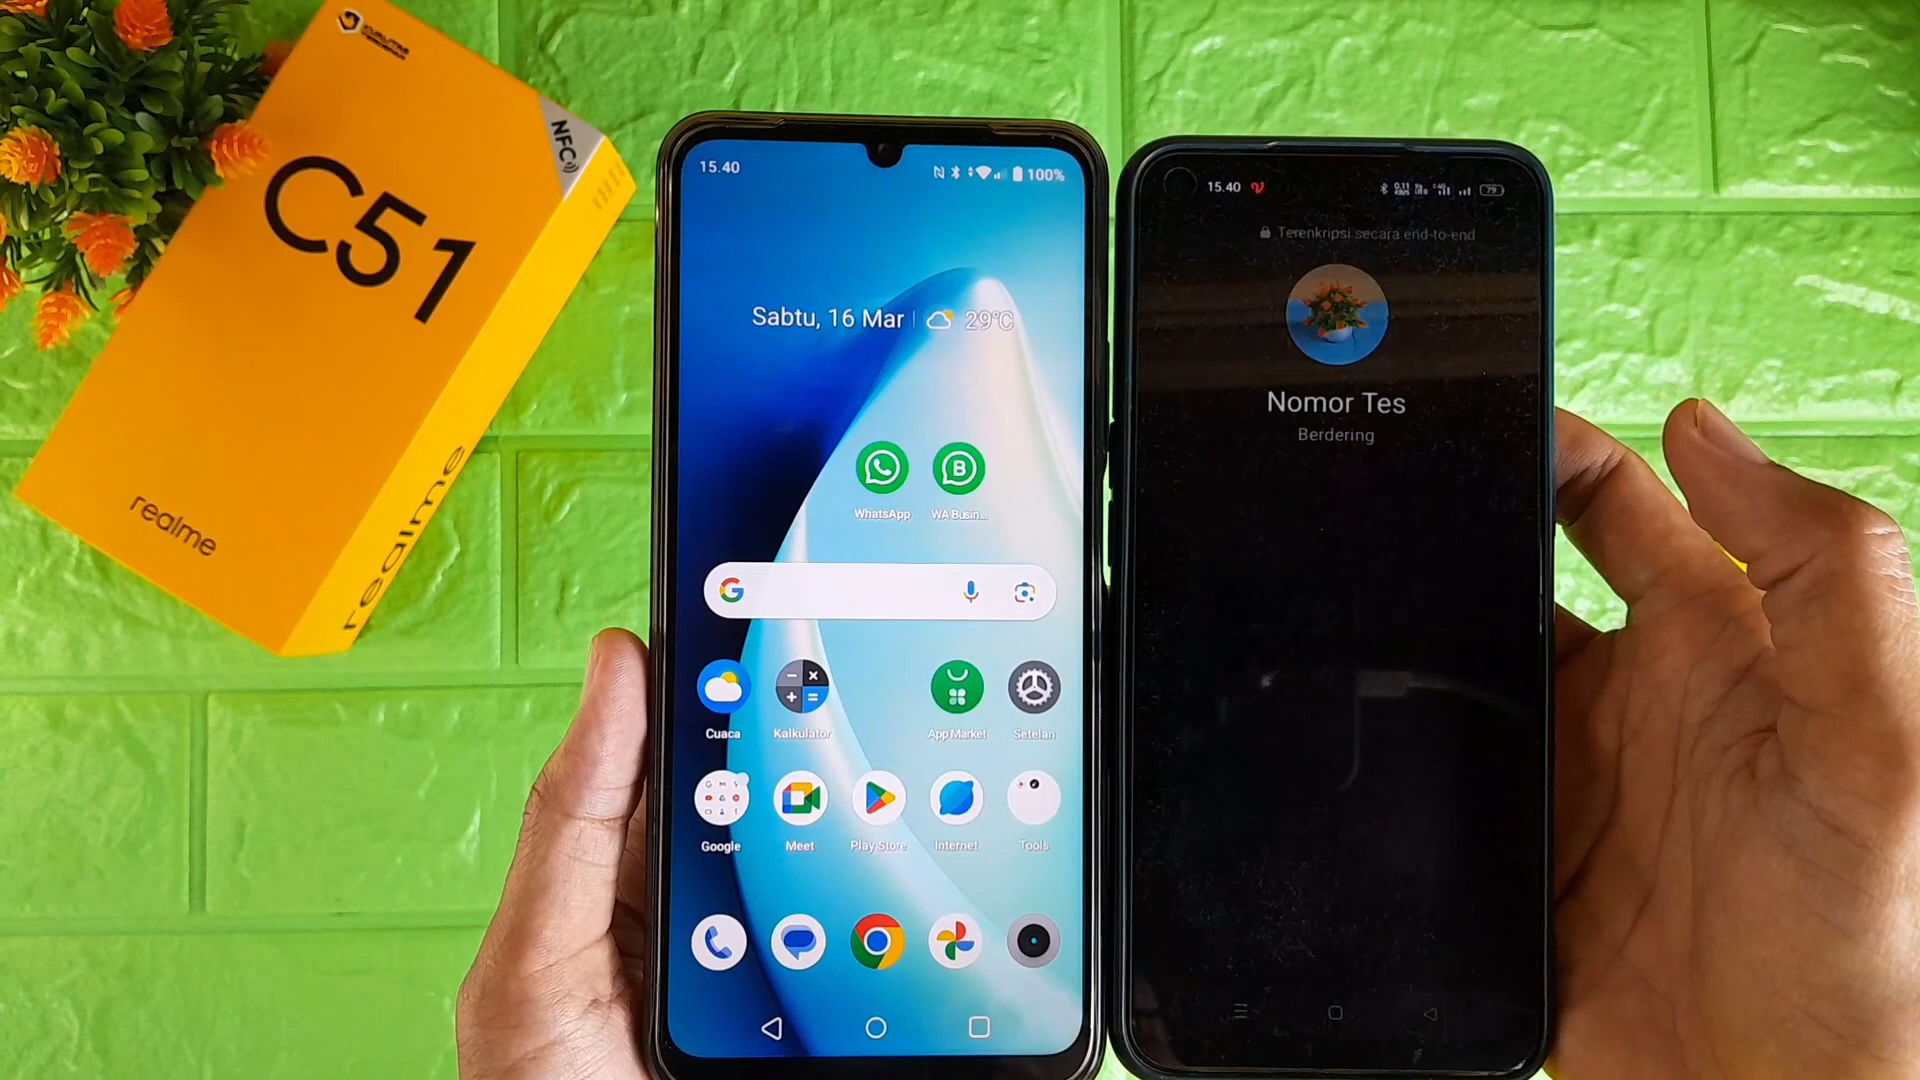 NFC
C51
realme
realme
15.40
100%
Sabtu, 16 Mar
29°C
WhatsApp
WA Busin...
Cuaca
Kalkulator
App Market
Setelan
Google
Meet
Play Store
Internet
Tools
15.40
79
Terenkripsi secara end-to-end
Nomor Tes
Berdering